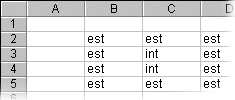 A B C D
1
2 est est est
3 est int est
4 est int est
5 est est est